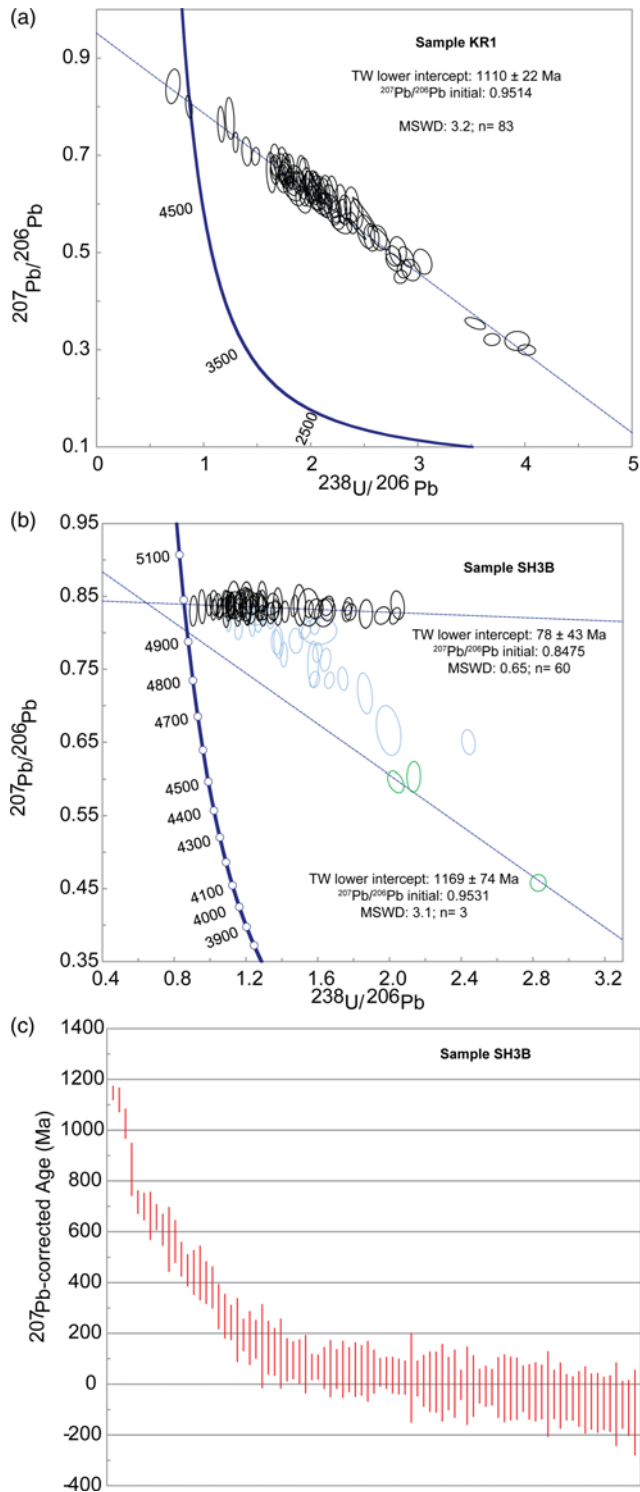 (a)
Sample KR1
TW lower intercept: 1110 ± 22 Ma
²⁰⁷Pb/²⁰⁶Pb initial: 0.9514
MSWD: 3.2; n= 83
0.9
0.7
0.5
0.3
0.1
²⁰⁷Pb/²⁰⁶Pb
4500
3500
2500
0 1 2 3 4 5
²³⁸U/²⁰⁶Pb
(b)
Sample SH3B
0.95
0.85
0.75
0.65
0.55
0.45
0.35
²⁰⁷Pb/²⁰⁶Pb
5100
4900
4800
4700
4500
4400
4300
4100
4000
3900
TW lower intercept: 78 ± 43 Ma
²⁰⁷Pb/²⁰⁶Pb initial: 0.8475
MSWD: 0.65; n= 60
TW lower intercept: 1169 ± 74 Ma
²⁰⁷Pb/²⁰⁶Pb initial: 0.9531
MSWD: 3.1; n= 3
0.4 0.8 1.2 1.6 2.0 2.4 2.8 3.2
²³⁸U/²⁰⁶Pb
(c)
Sample SH3B
1400
1200
1000
800
600
400
200
0
-200
-400
²⁰⁷Pb-corrected Age (Ma)